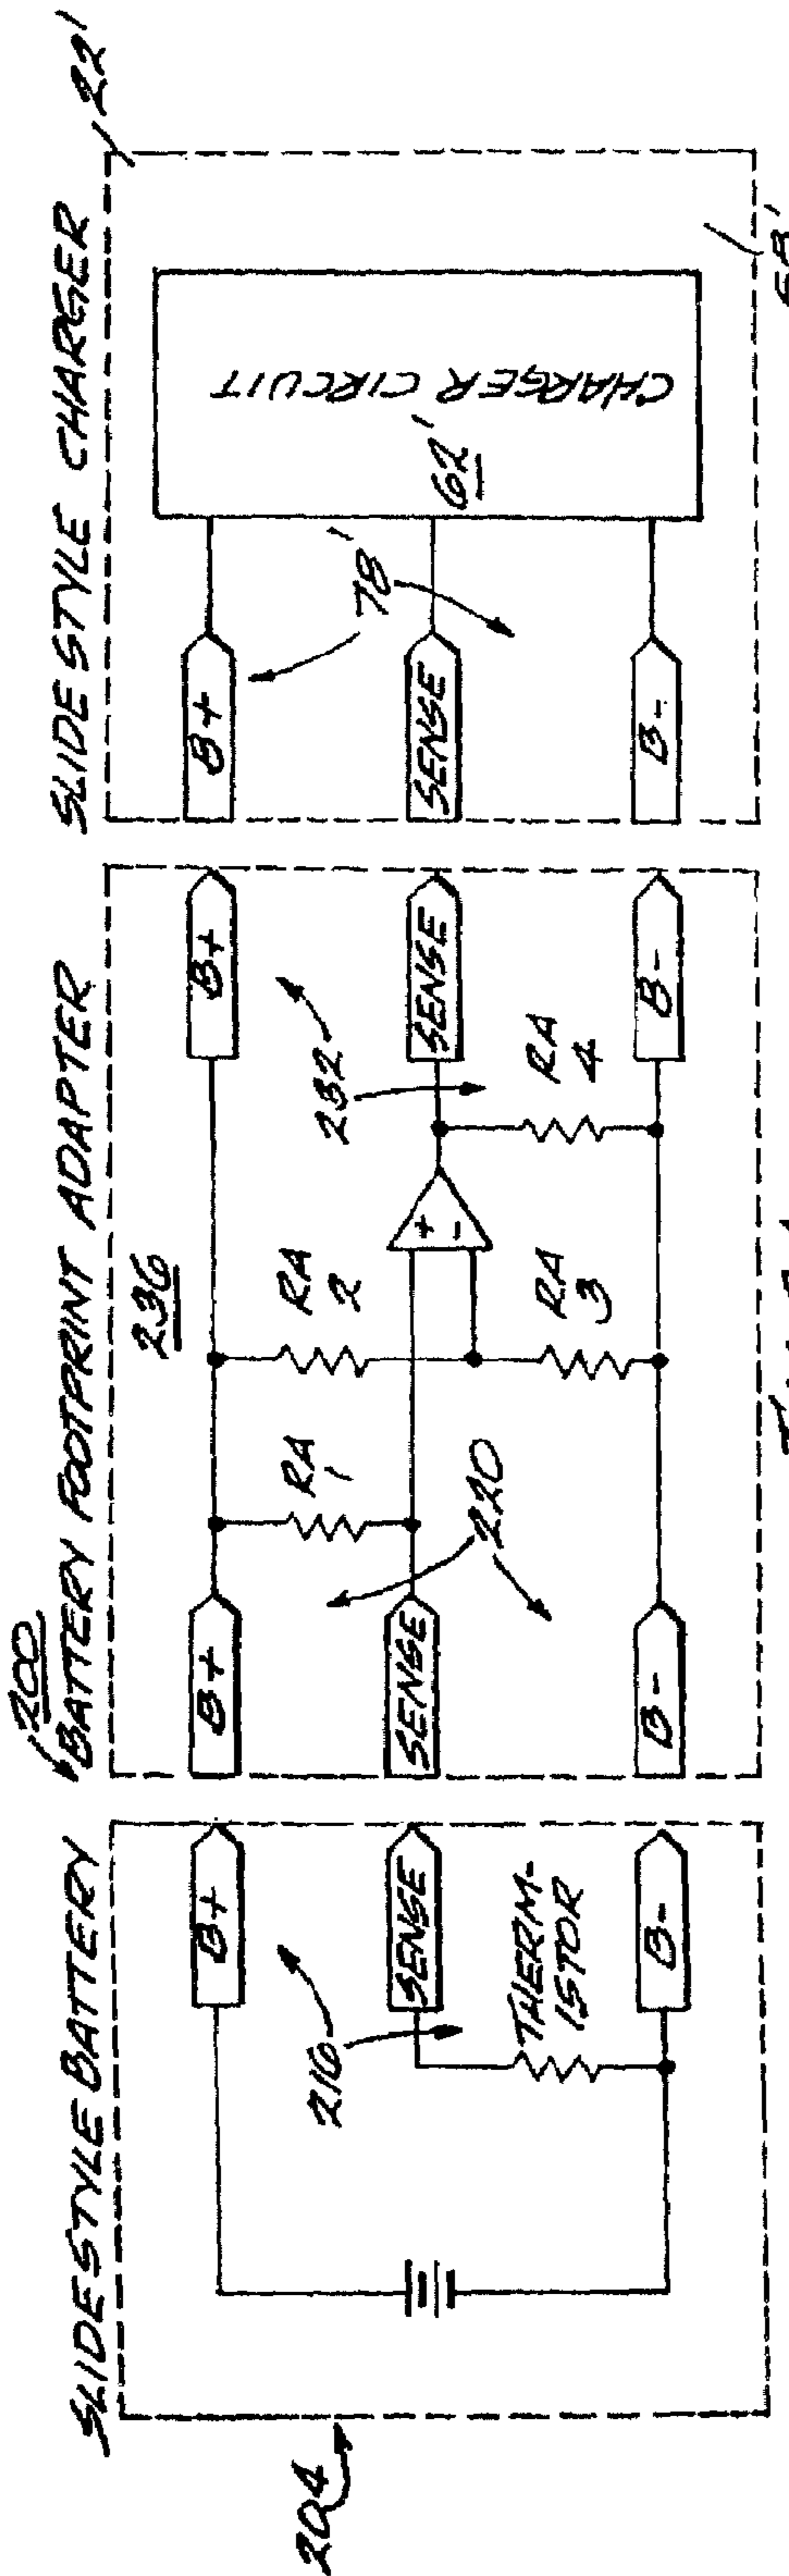 SLIDE STYLE BATTERY
204
B+
SENSE
B-
216
THERM-
ISTOR
200
BATTERY FOOTPRINT ADAPTER
236
B+
SENSE
B-
220
RA
1
RA
2
RA
3
RA
4
+
-
232
B+
SENSE
B-
SLIDE STYLE CHARGER
22'
B+
SENSE
B-
78'
62'
CHARGER CIRCUIT